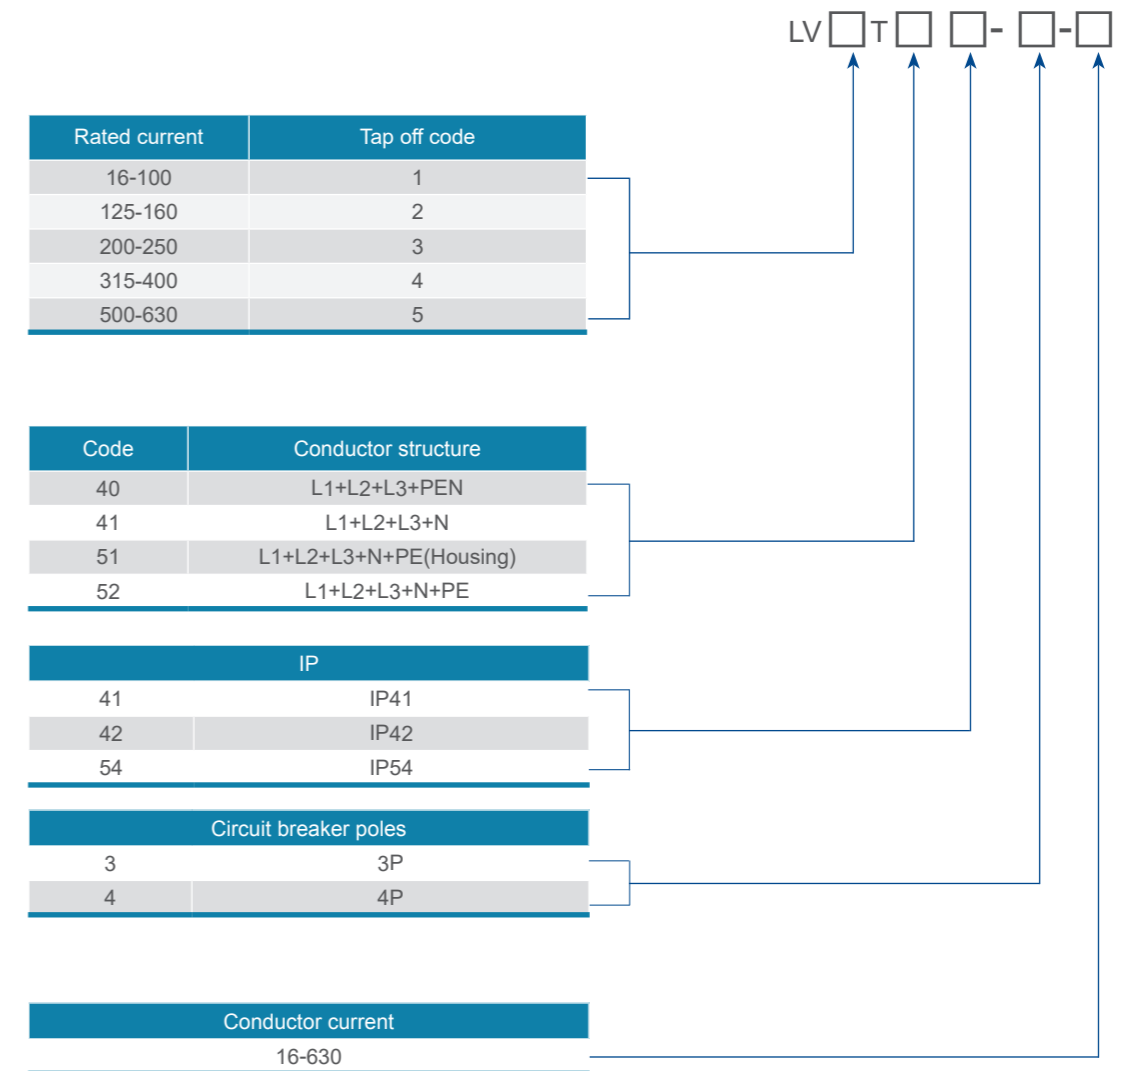 LV□T□ □-□-□
Rated current Tap off code
16-100 1
125-160 2
200-250 3
315-400 4
500-630 5
Code Conductor structure
40 L1+L2+L3+PEN
41 L1+L2+L3+N
51 L1+L2+L3+N+PE(Housing)
52 L1+L2+L3+N+PE
IP
41 IP41
42 IP42
54 IP54
Circuit breaker poles
3 3P
4 4P
Conductor current
16-630